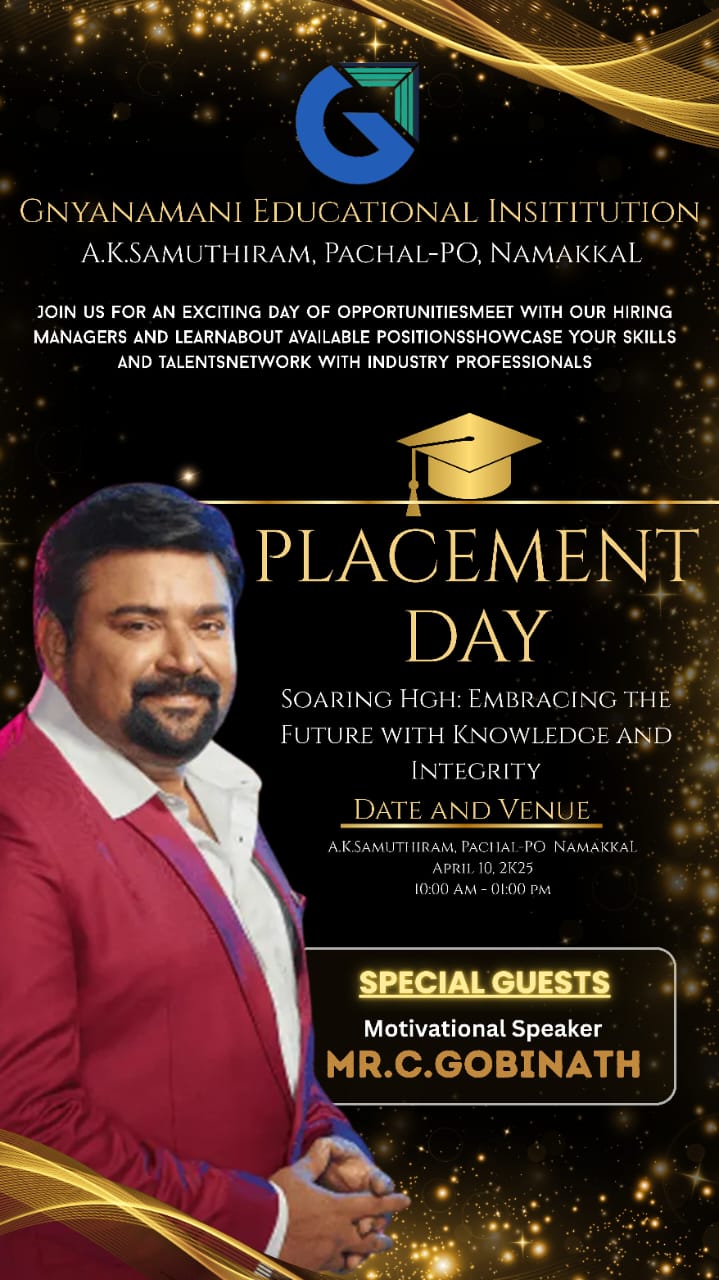 Gnyanamani Educational Insititution
A.K.Samuthiram, Pachal-PO, NamakkaL
JOIN US FOR AN EXCITING DAY OF OPPORTUNITIESMEET WITH OUR HIRING
MANAGERS AND LEARNABOUT AVAILABLE POSITIONSSHOWCASE YOUR SKILLS
AND TALENTSNETWORK WITH INDUSTRY PROFESSIONALS
PLACEMENT
DAY
Soaring Hgh: Embracing the
Future with Knowledge and
Integrity
Date and Venue
A.K.Samuthiram, Pachal-PO NamakkaL
April 10, 2K25
10:00 Am - 01:00 pm
SPECIAL GUESTS
Motivational Speaker
MR.C.GOBINATH